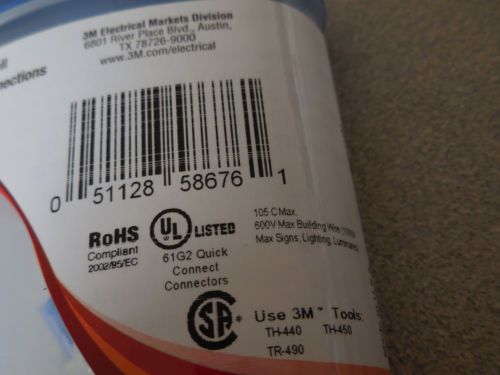 3M Electrical Markets Division
6801 River Place Blvd., Austin,
TX 78726-9000
www.3M.com/electrical
0 51128 58676 1
RoHS
Compliant
2002/95/EC
UL LISTED
61G2 Quick
Connect
Connectors
105 C Max.
600V Max Building Wire
Max Signs, Lighting,
SA
Use 3M™ Tools:
TH-440 TH-450
TR-490